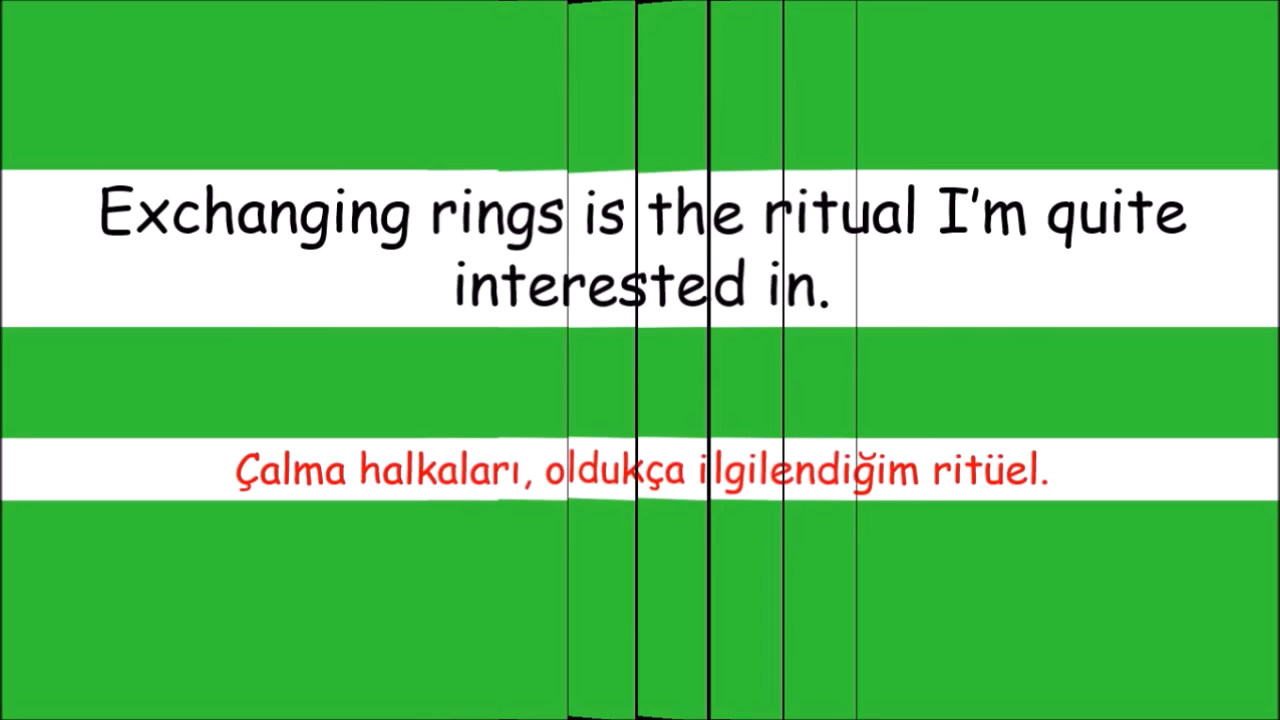 Exchanging rings is the ritual I'm quite
interested in.
Çalma halkaları, oldukça ilgilendiğim ritüel.